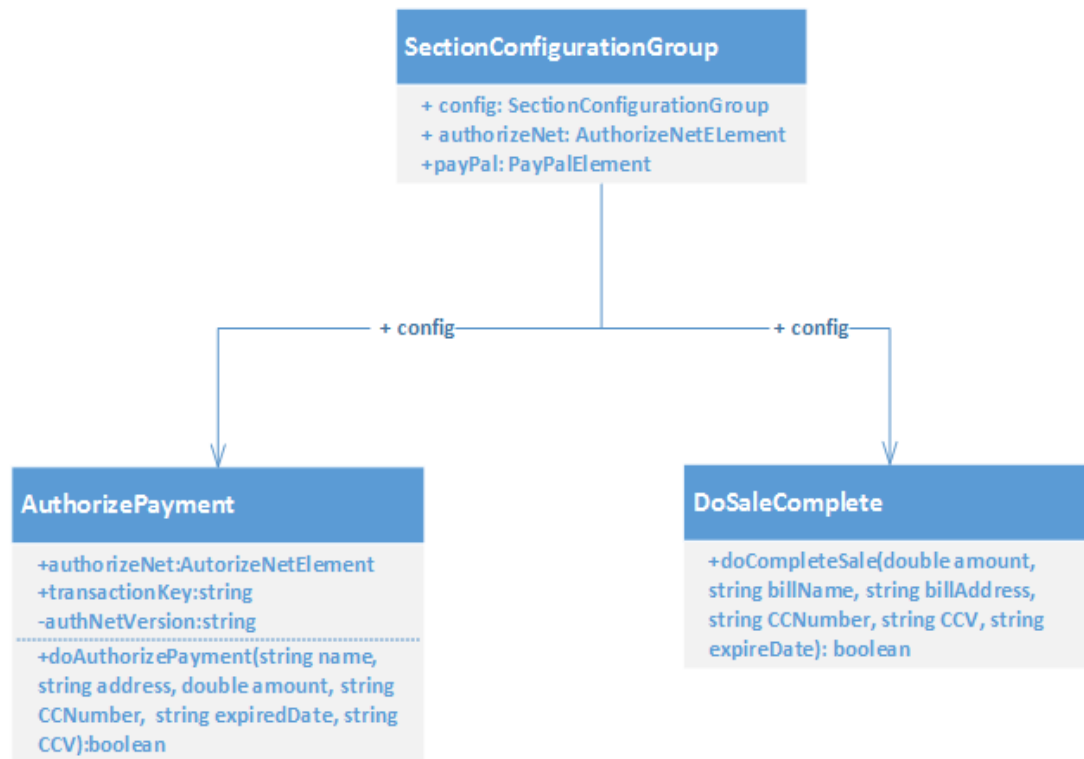 SectionConfigurationGroup
+ config: SectionConfigurationGroup
+ authorizeNet: AuthorizeNetELement
+payPal: PayPalElement
+ config
+ config
AuthorizePayment
+authorizeNet:AutorizeNetElement
+transactionKey:string
-authNetVersion:string
+doAuthorizePayment(string name,
string address, double amount, string
CCNumber, string expiredDate, string
CCV):boolean
DoSaleComplete
+doCompleteSale(double amount,
string billName, string billAddress,
string CCNumber, string CCV, string
expireDate): boolean